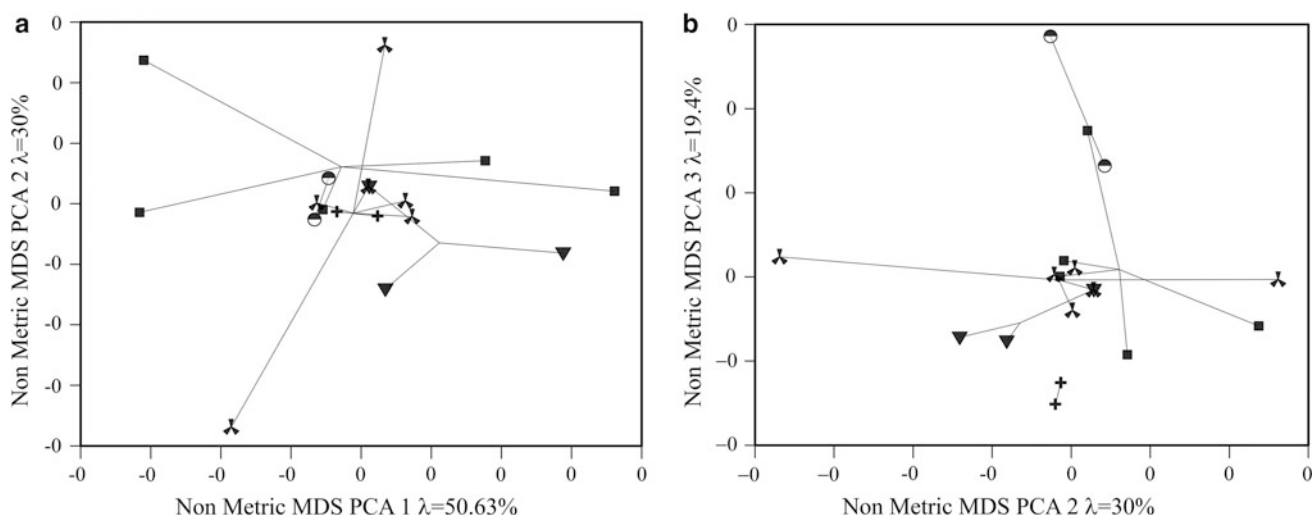 a
0
0
0
0
-0
-0
-0
-0
Non Metric MDS PCA 2 λ=30%
-0 -0 -0 -0 0 0 0 0 0
Non Metric MDS PCA 1 λ=50.63%
b
0
0
0
0
–0
–0
Non Metric MDS PCA 3 λ=19.4%
–0 –0 –0 –0 0 0 0 0
Non Metric MDS PCA 2 λ=30%